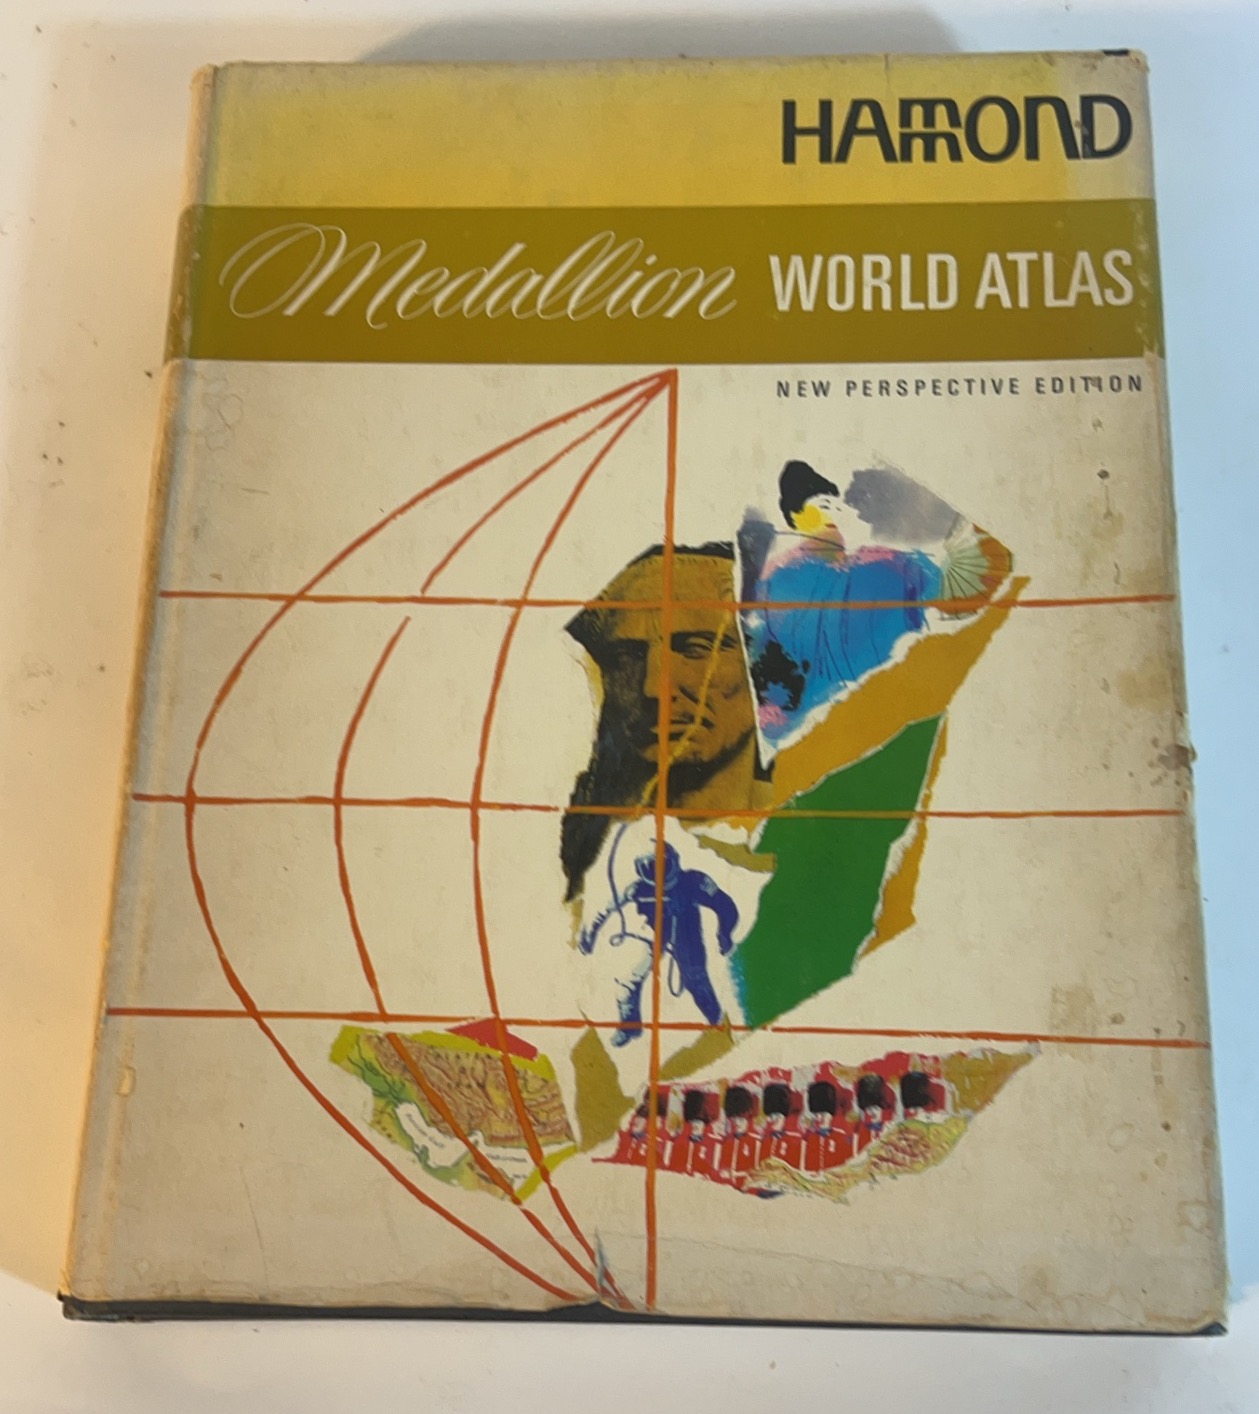 HAMMOND
Medallion WORLD ATLAS
NEW PERSPECTIVE EDITION